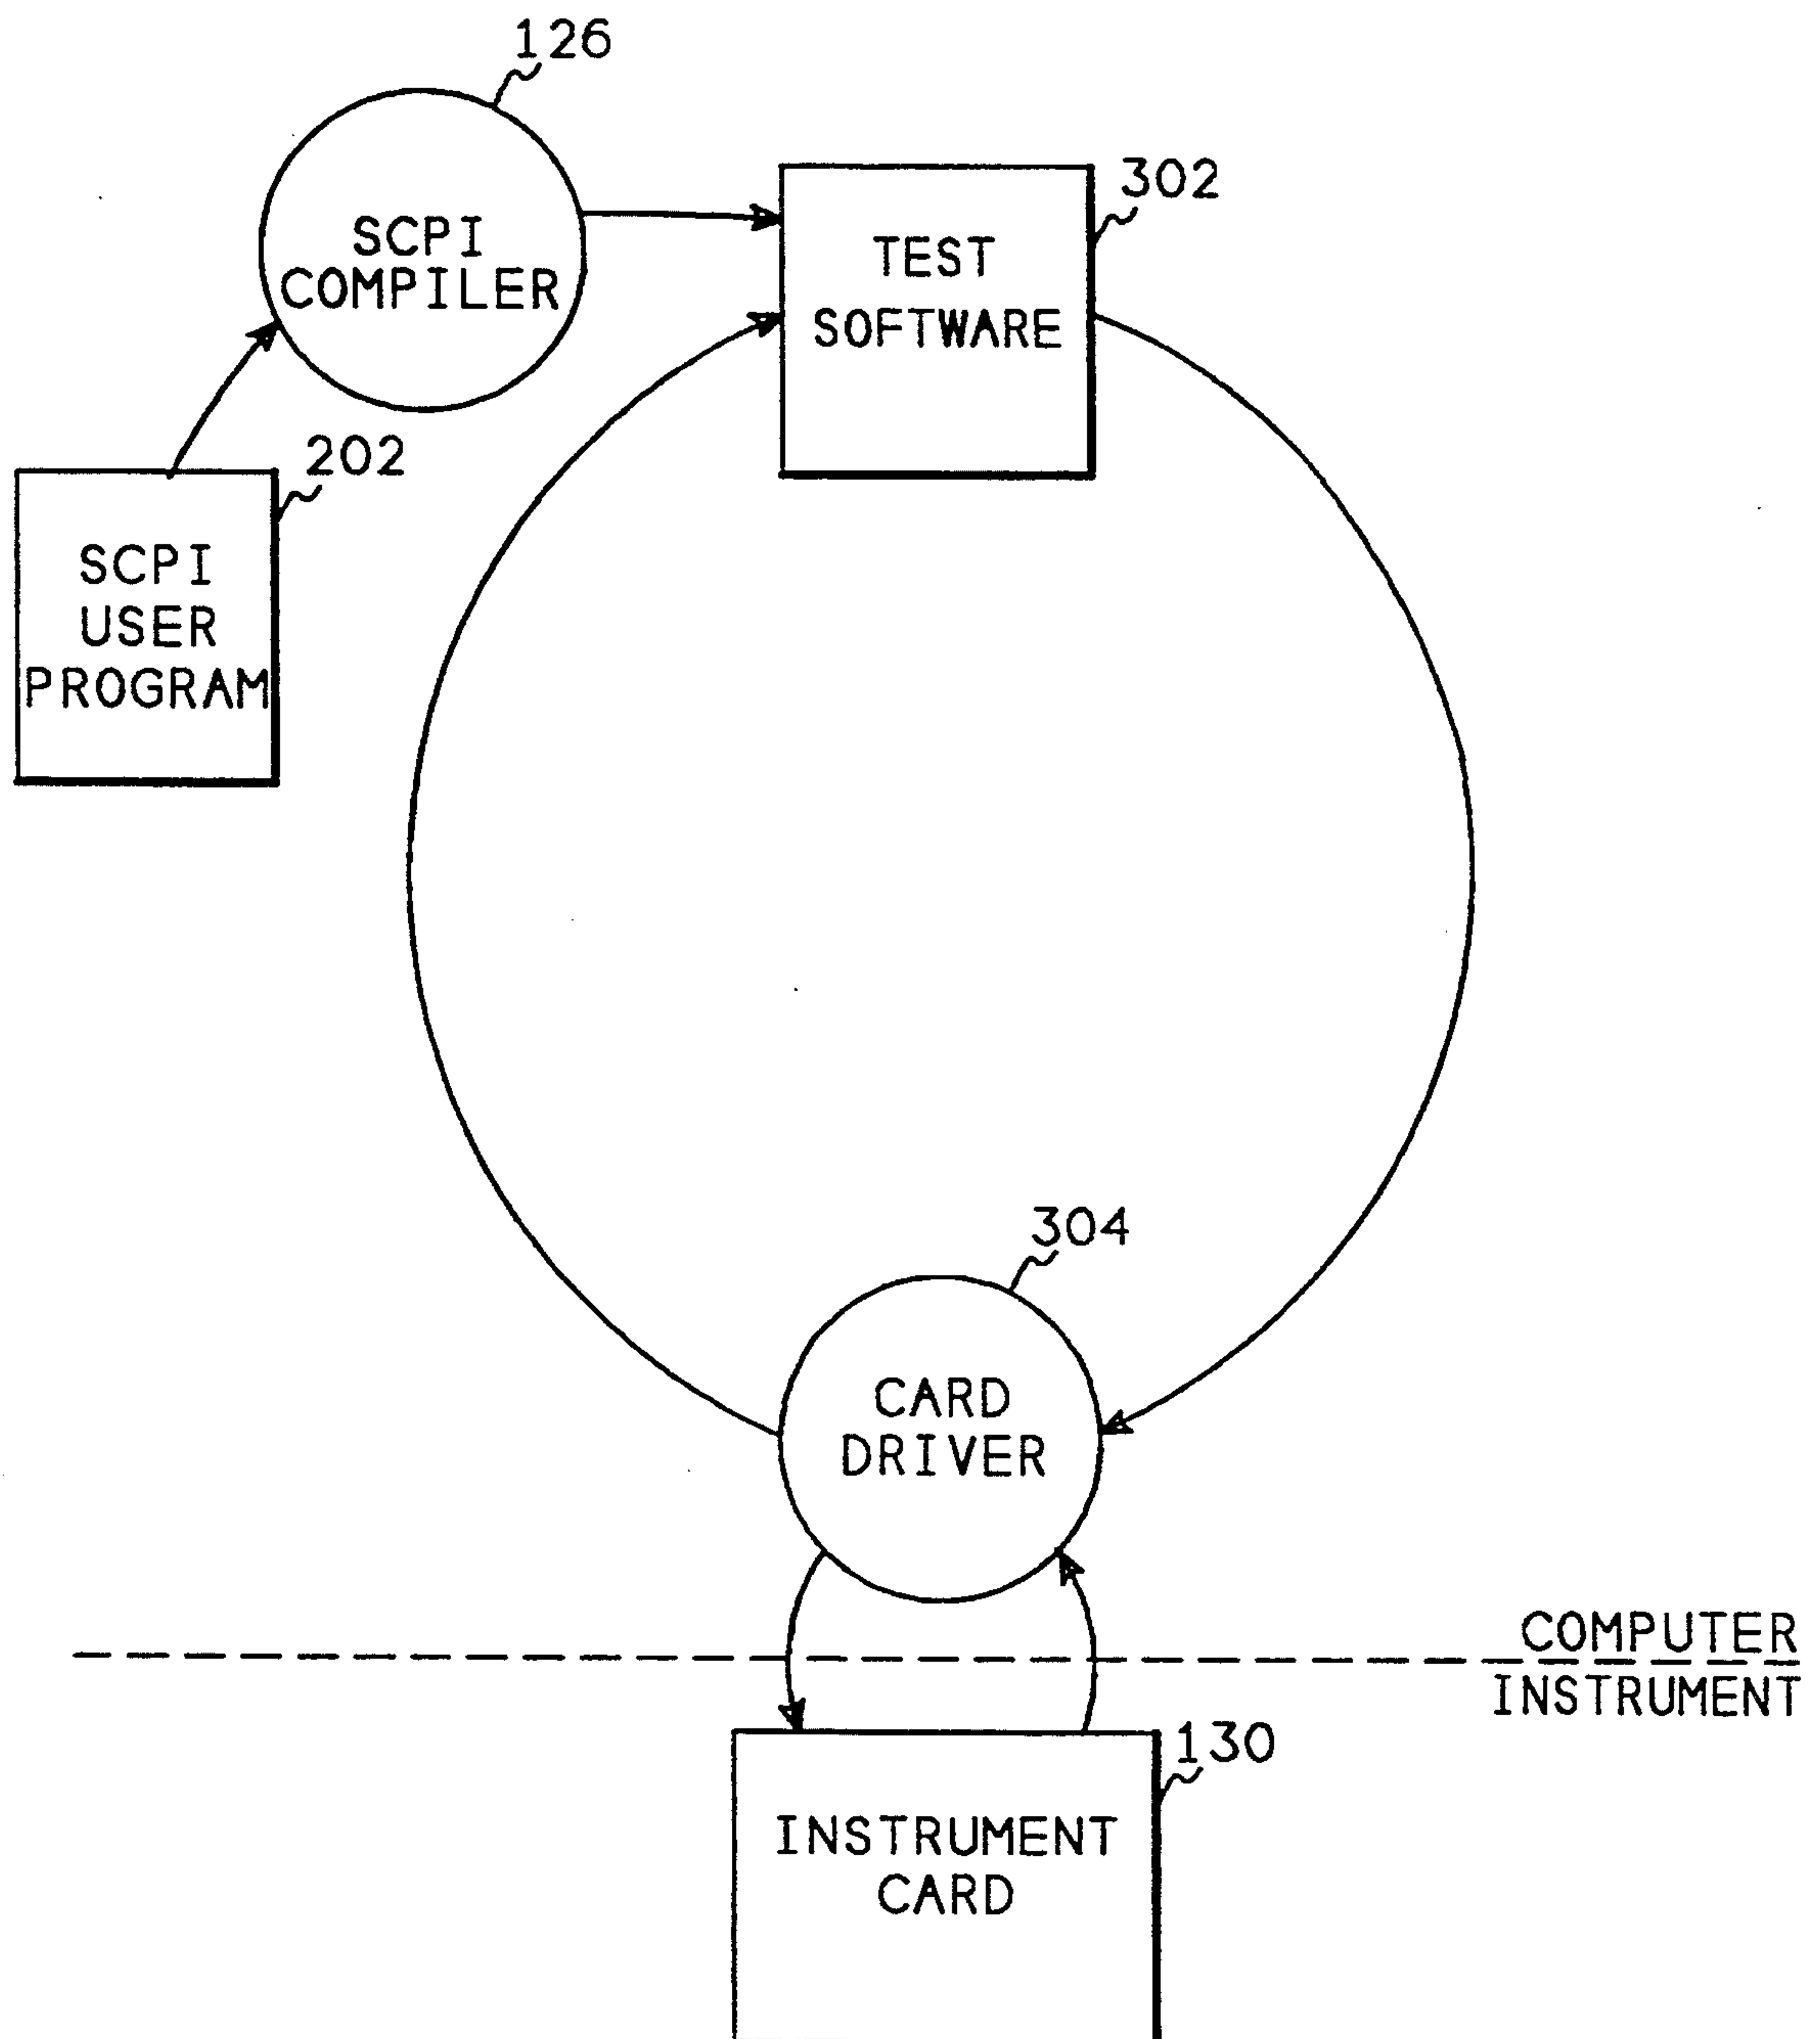 126
SCPI
COMPILER
302
TEST
SOFTWARE
202
SCPI
USER
PROGRAM
304
CARD
DRIVER
COMPUTER
INSTRUMENT
130
INSTRUMENT
CARD